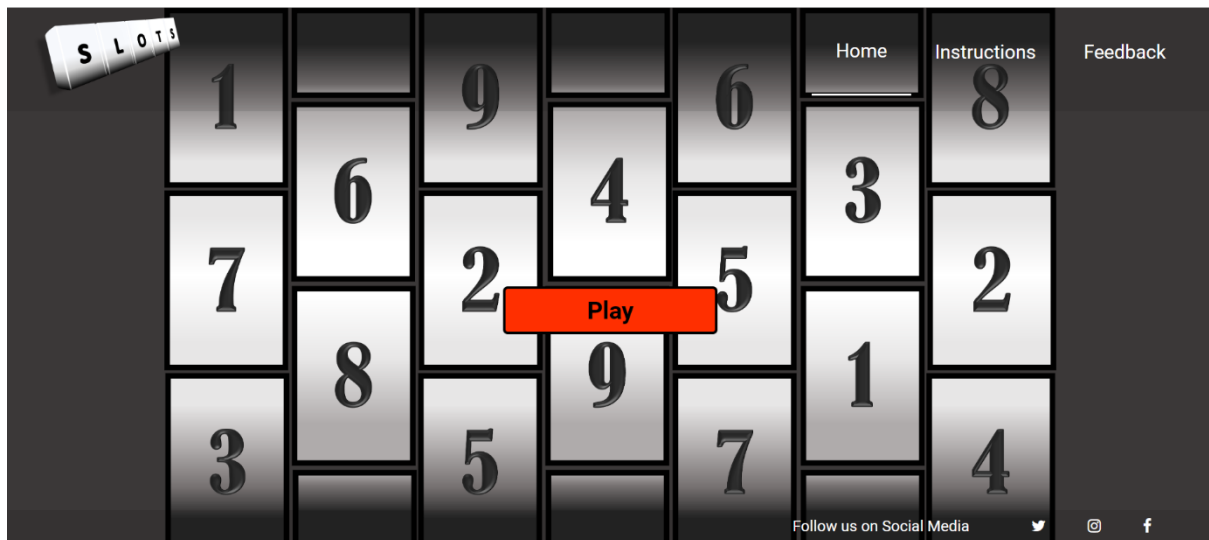 SLOTS
Home Instructions Feedback
1 9 6 8
6 4 3
7 2 5 2
Play
8 9 1
3 5 7 4
Follow us on Social Media